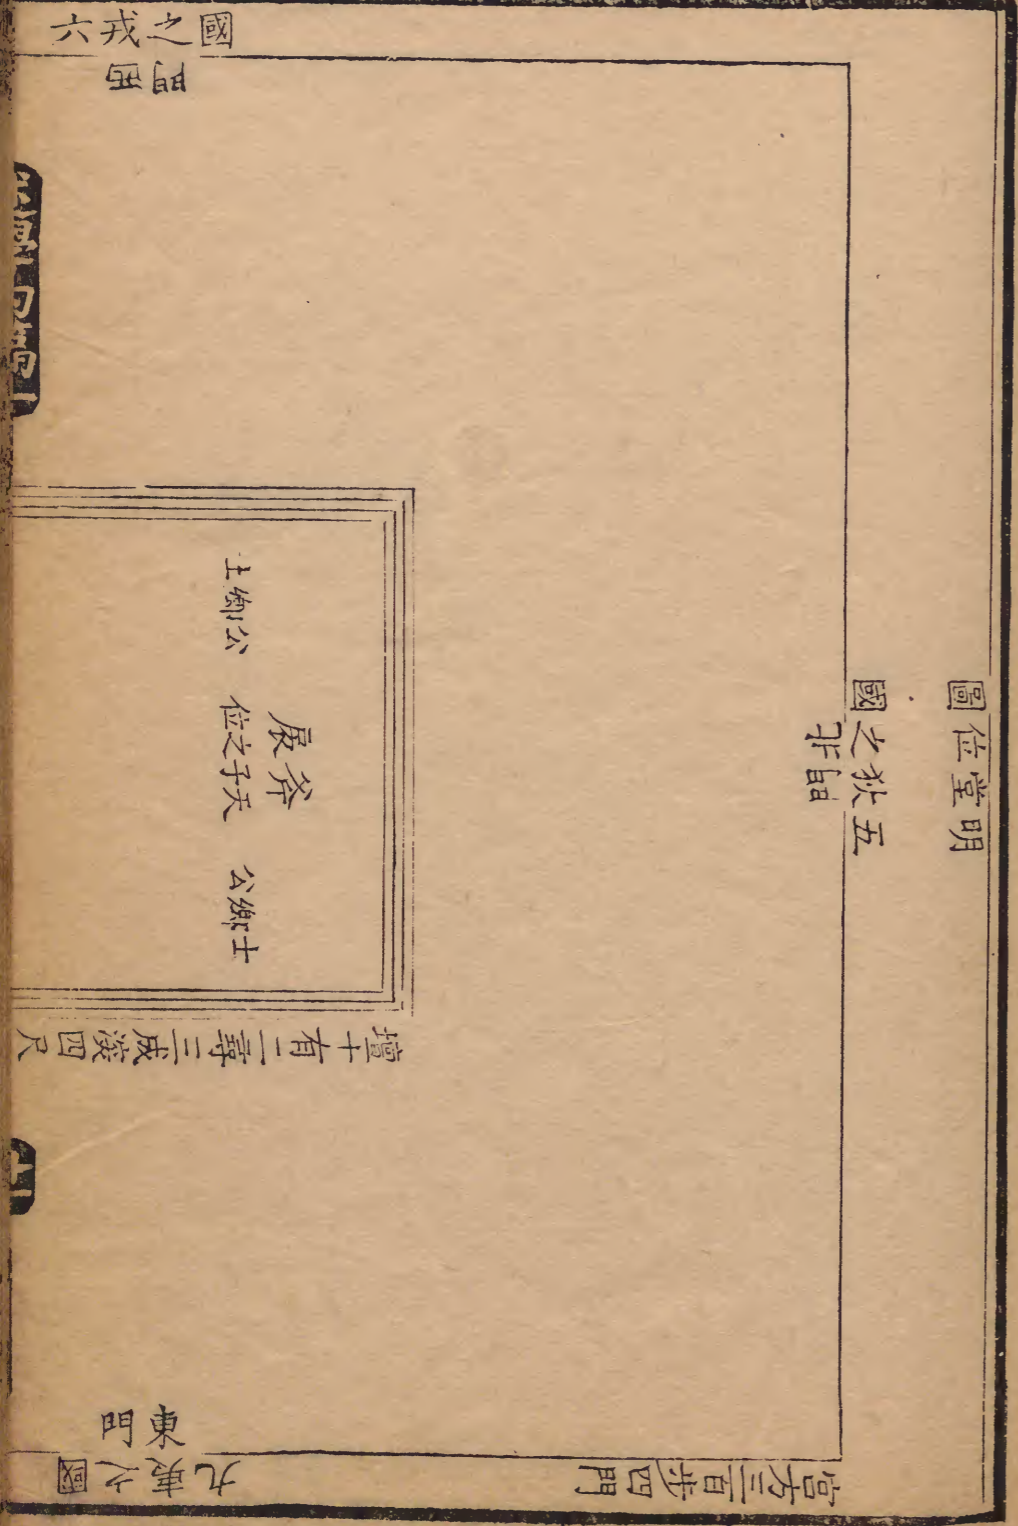 明堂位圖
五狄之國
北門
六戎之國
西門
斧扆
天子之位
公卿士
公卿士
壇十有二尋三成深四尺
東門
九夷之國
宮方三百步四門